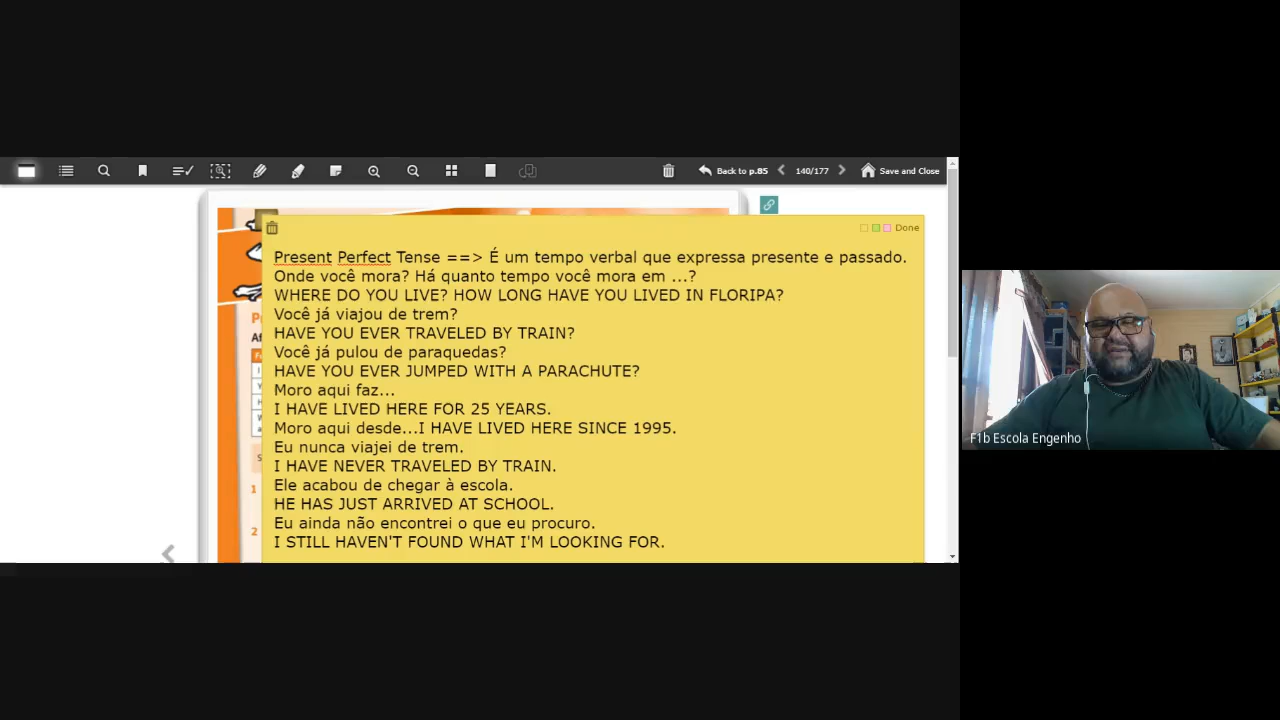 Back to p.85
140/177
Save and Close
Done
Present Perfect Tense ==> É um tempo verbal que expressa presente e passado.
Onde você mora? Há quanto tempo você mora em ...?
WHERE DO YOU LIVE? HOW LONG HAVE YOU LIVED IN FLORIPA?
Você já viajou de trem?
HAVE YOU EVER TRAVELED BY TRAIN?
Você já pulou de paraquedas?
HAVE YOU EVER JUMPED WITH A PARACHUTE?
Moro aqui faz...
I HAVE LIVED HERE FOR 25 YEARS.
Moro aqui desde...I HAVE LIVED HERE SINCE 1995.
Eu nunca viajei de trem.
I HAVE NEVER TRAVELED BY TRAIN.
Ele acabou de chegar à escola.
HE HAS JUST ARRIVED AT SCHOOL.
Eu ainda não encontrei o que eu procuro.
I STILL HAVEN'T FOUND WHAT I'M LOOKING FOR.
1
2
F1b Escola Engenho